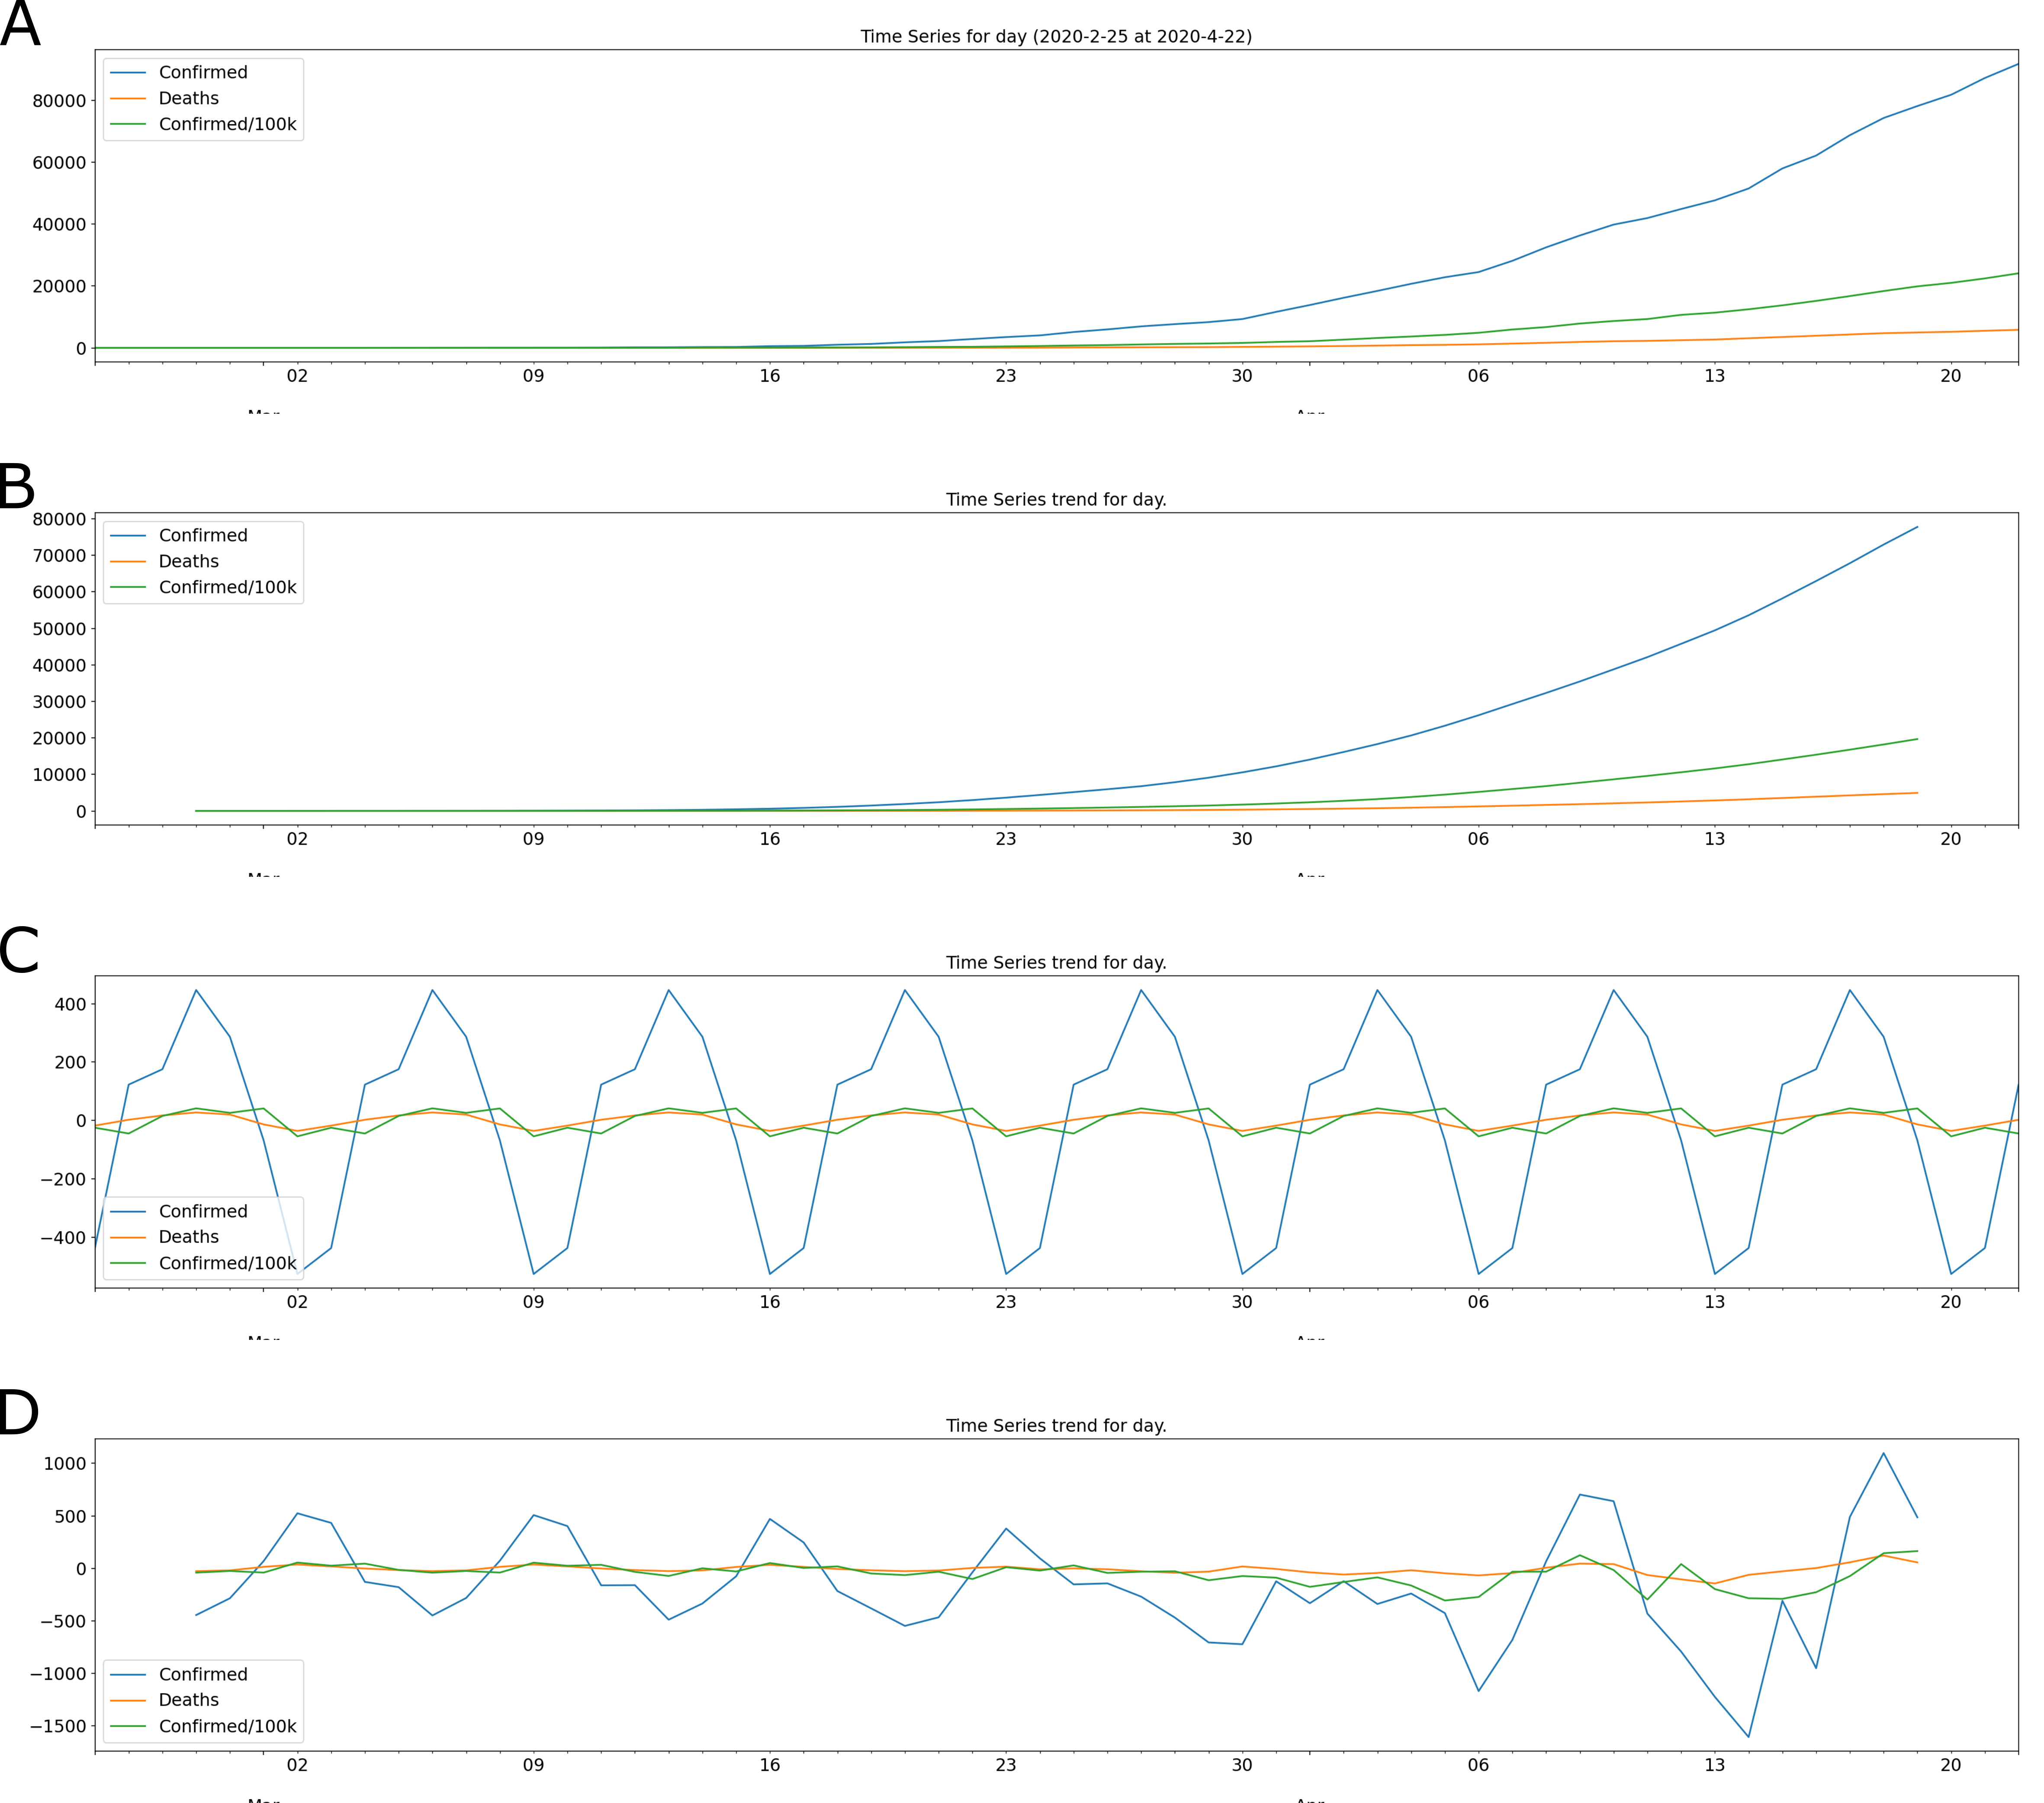 A
Time Series for day (2020-2-25 at 2020-4-22)
Confirmed
Deaths
Confirmed/100k
80000
60000
40000
20000
0
02 09 16 23 30 06 13 20
B
Time Series trend for day.
Confirmed
Deaths
Confirmed/100k
80000
70000
60000
50000
40000
30000
20000
10000
0
02 09 16 23 30 06 13 20
C
Time Series trend for day.
400
200
0
−200
−400
Confirmed
Deaths
Confirmed/100k
02 09 16 23 30 06 13 20
D
Time Series trend for day.
1000
500
0
−500
−1000
−1500
Confirmed
Deaths
Confirmed/100k
02 09 16 23 30 06 13 20